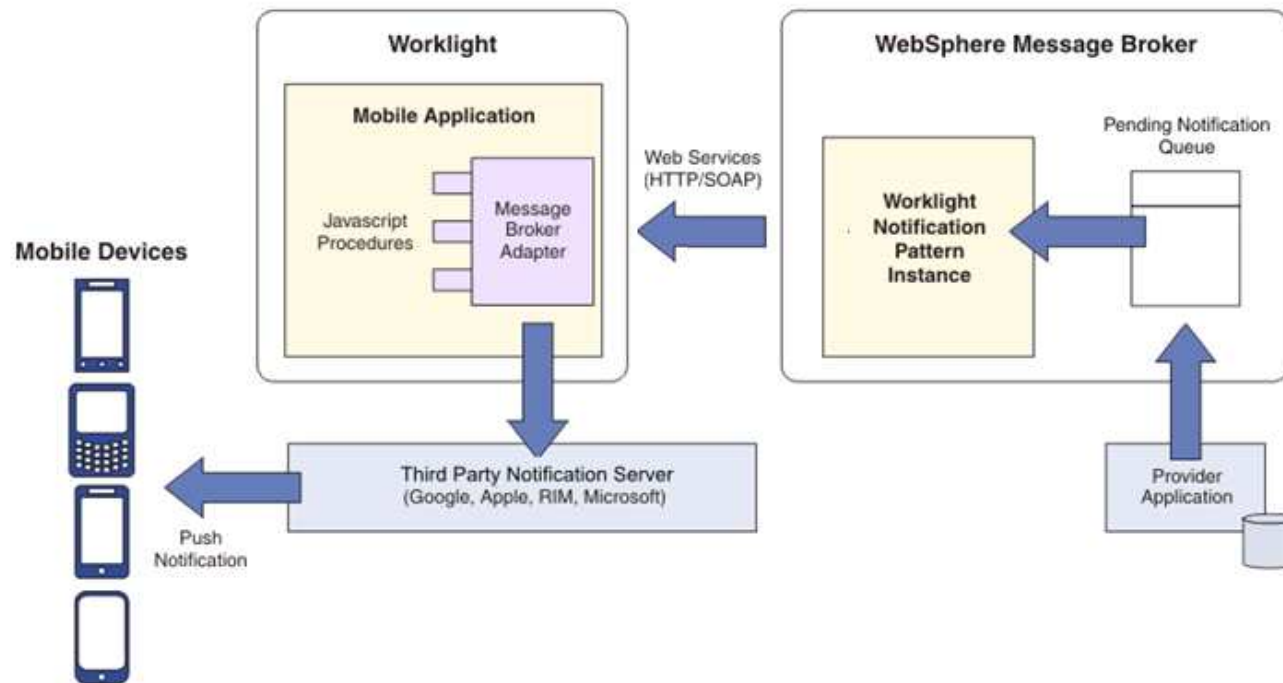 Worklight
Mobile Application
Javascript
Procedures
Message
Broker
Adapter
Web Services
(HTTP/SOAP)
WebSphere Message Broker
Worklight
Notification
Pattern
Instance
Pending Notification
Queue
Mobile Devices
Push
Notification
Third Party Notification Server
(Google, Apple, RIM, Microsoft)
Provider
Application